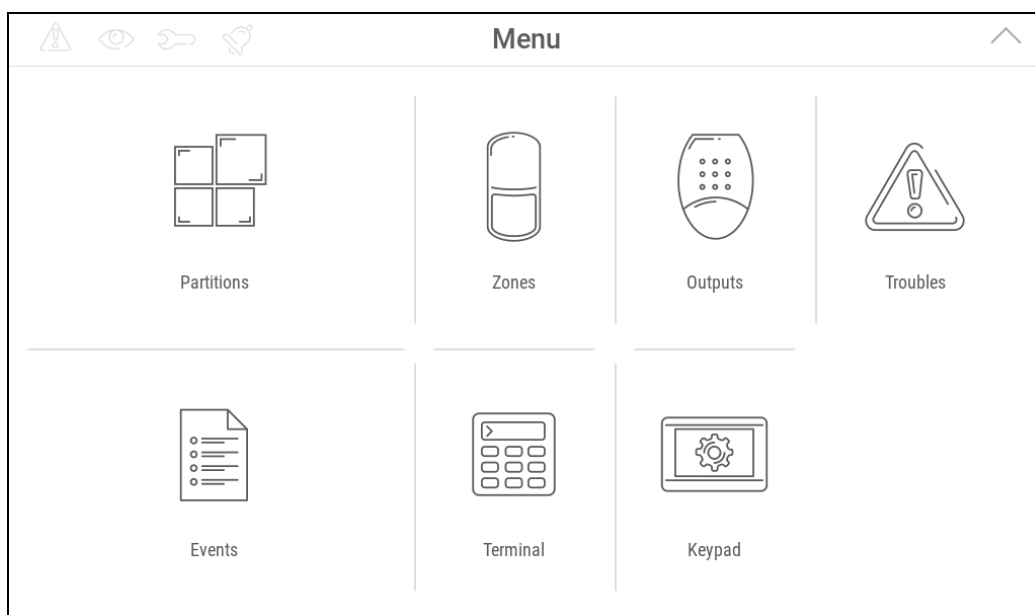 Menu
Partitions
Zones
Outputs
Troubles
Events
Terminal
Keypad